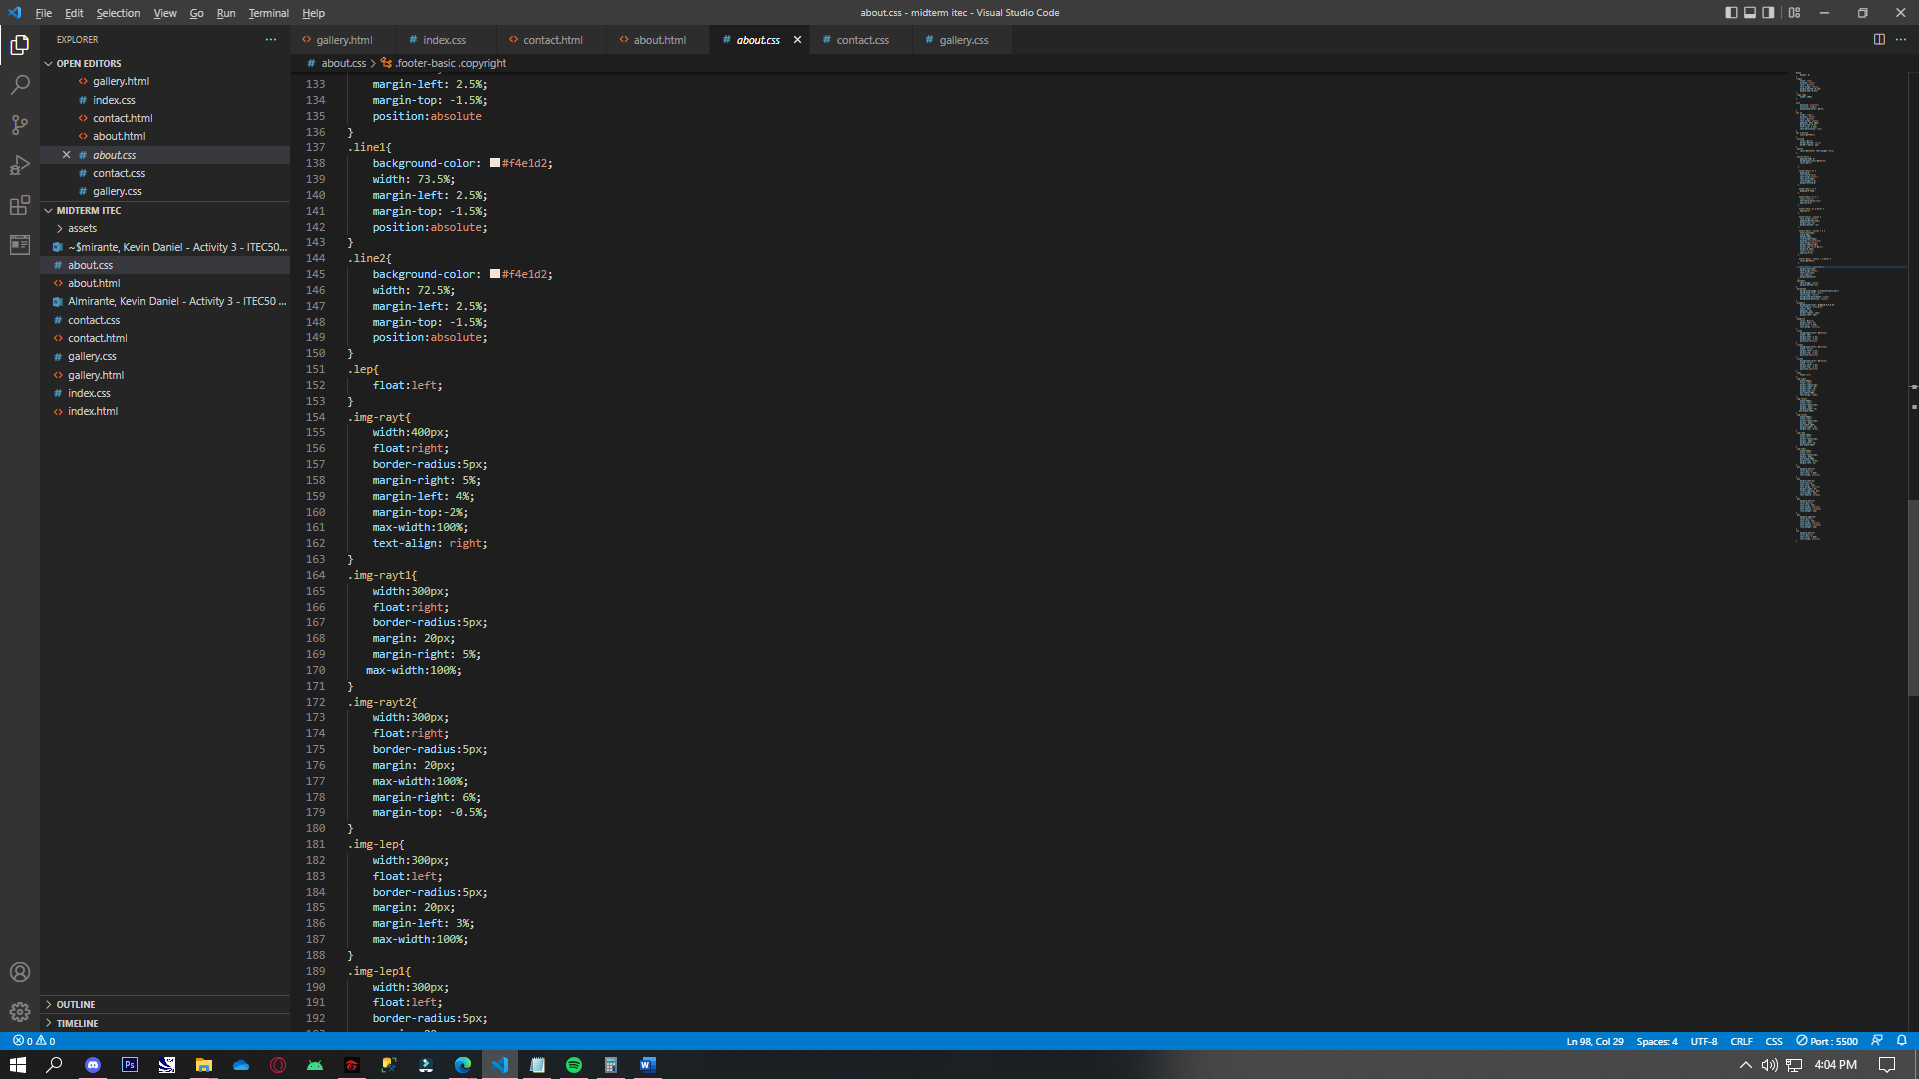 File Edit Selection View Go Run Terminal Help
about.css - midterm itec - Visual Studio Code
EXPLORER
OPEN EDITORS
gallery.html
index.css
contact.html
about.html
about.css
contact.css
gallery.css
MIDTERM ITEC
assets
~$mirante, Kevin Daniel - Activity 3 - ITEC50...
about.css
about.html
Almirante, Kevin Daniel - Activity 3 - ITEC50 ...
contact.css
contact.html
gallery.css
gallery.html
index.css
index.html
OUTLINE
TIMELINE
gallery.html index.css contact.html about.html about.css contact.css gallery.css
about.css > .footer-basic .copyright
133 margin-left: 2.5%;
134 margin-top: -1.5%;
135 position:absolute
136 }
137 .line1{
138 background-color: #f4e1d2;
139 width: 73.5%;
140 margin-left: 2.5%;
141 margin-top: -1.5%;
142 position:absolute;
143 }
144 .line2{
145 background-color: #f4e1d2;
146 width: 72.5%;
147 margin-left: 2.5%;
148 margin-top: -1.5%;
149 position:absolute;
150 }
151 .lep{
152 float:left;
153 }
154 .img-rayt{
155 width:400px;
156 float:right;
157 border-radius:5px;
158 margin-right: 5%;
159 margin-left: 4%;
160 margin-top:-2%;
161 max-width:100%;
162 text-align: right;
163 }
164 .img-rayt1{
165 width:300px;
166 float:right;
167 border-radius:5px;
168 margin: 20px;
169 margin-right: 5%;
170 max-width:100%;
171 }
172 .img-rayt2{
173 width:300px;
174 float:right;
175 border-radius:5px;
176 margin: 20px;
177 max-width:100%;
178 margin-right: 6%;
179 margin-top: -0.5%;
180 }
181 .img-lep{
182 width:300px;
183 float:left;
184 border-radius:5px;
185 margin: 20px;
186 margin-left: 3%;
187 max-width:100%;
188 }
189 .img-lep1{
190 width:300px;
191 float:left;
192 border-radius:5px;
0 0
Ln 98, Col 29 Spaces: 4 UTF-8 CRLF CSS Port : 5500
Ps
4:04 PM